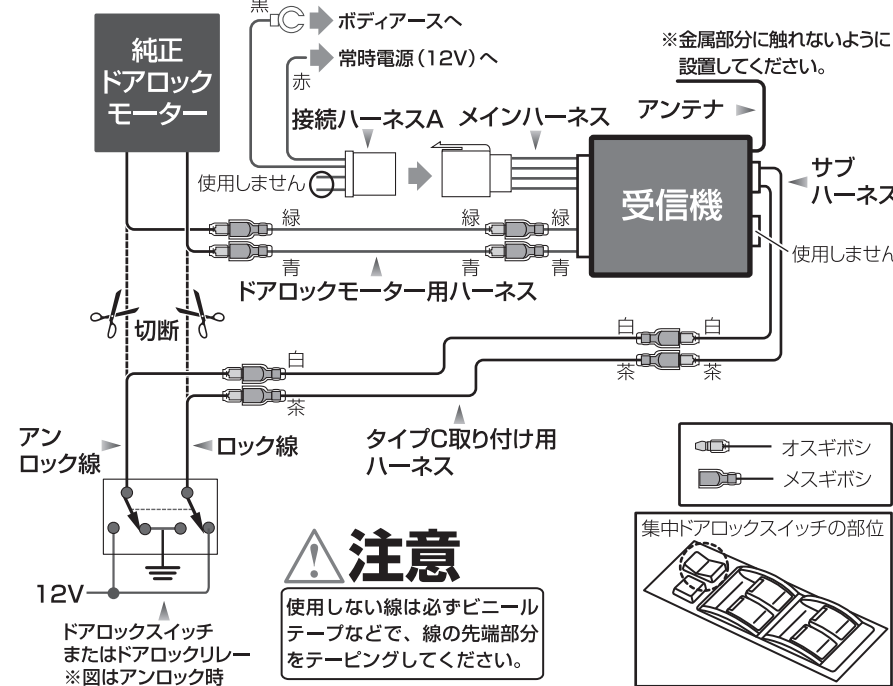 黒
ボディアースへ
常時電源(12V)へ
赤
※金属部分に触れないように
設置してください。
純正
ドアロック
モーター
接続ハーネスA
メインハーネス
アンテナ
使用しません
受信機
サブ
ハーネス
使用しません
緑
緑
緑
青
青
青
ドアロックモーター用ハーネス
切断
白
茶
白
白
茶
茶
アン
ロック線
ロック線
タイプC取り付け用
ハーネス
オスギボシ
メスギボシ
集中ドアロックスイッチの部位
12V
ドアロックスイッチ
またはドアロックリレー
※図はアンロック時
注意
使用しない線は必ずビニール
テープなどで、線の先端部分
をテーピングしてください。